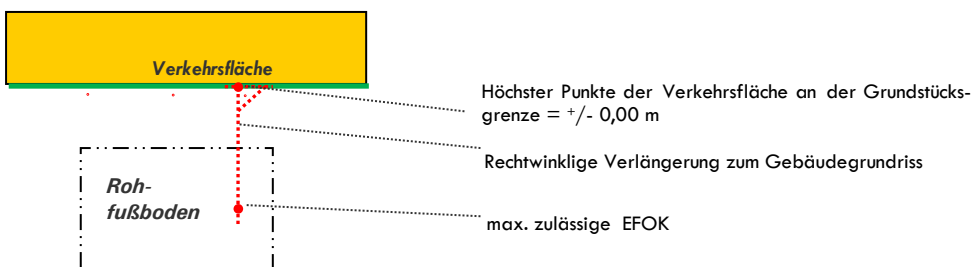 Verkehrsfläche
Höchster Punkte der Verkehrsfläche an der Grundstücks-
grenze = +/- 0,00 m
Rechtwinklige Verlängerung zum Gebäudegrundriss
Roh-
fußboden
max. zulässige EFOK